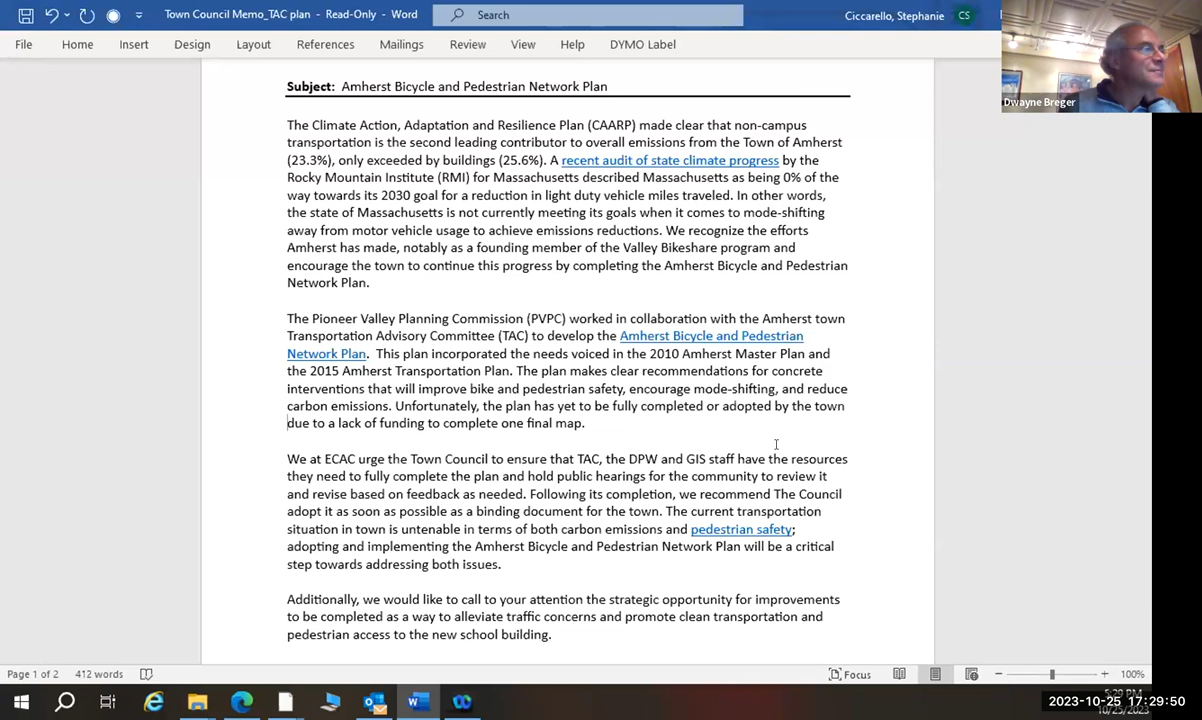 Town Council Memo_TAC plan - Read-Only - Word
Search
Ciccarello, Stephanie
CS
File Home Insert Design Layout References Mailings Review View Help DYMO Label
Dwayne Breger
Subject: Amherst Bicycle and Pedestrian Network Plan
The Climate Action, Adaptation and Resilience Plan (CAARP) made clear that non-campus
transportation is the second leading contributor to overall emissions from the Town of Amherst
(23.3%), only exceeded by buildings (25.6%). A recent audit of state climate progress by the
Rocky Mountain Institute (RMI) for Massachusetts described Massachusetts as being 0% of the
way towards its 2030 goal for a reduction in light duty vehicle miles traveled. In other words,
the state of Massachusetts is not currently meeting its goals when it comes to mode-shifting
away from motor vehicle usage to achieve emissions reductions. We recognize the efforts
Amherst has made, notably as a founding member of the Valley Bikeshare program and
encourage the town to continue this progress by completing the Amherst Bicycle and Pedestrian
Network Plan.
The Pioneer Valley Planning Commission (PVPC) worked in collaboration with the Amherst town
Transportation Advisory Committee (TAC) to develop the Amherst Bicycle and Pedestrian
Network Plan. This plan incorporated the needs voiced in the 2010 Amherst Master Plan and
the 2015 Amherst Transportation Plan. The plan makes clear recommendations for concrete
interventions that will improve bike and pedestrian safety, encourage mode-shifting, and reduce
carbon emissions. Unfortunately, the plan has yet to be fully completed or adopted by the town
due to a lack of funding to complete one final map.
We at ECAC urge the Town Council to ensure that TAC, the DPW and GIS staff have the resources
they need to fully complete the plan and hold public hearings for the community to review it
and revise based on feedback as needed. Following its completion, we recommend The Council
adopt it as soon as possible as a binding document for the town. The current transportation
situation in town is untenable in terms of both carbon emissions and pedestrian safety;
adopting and implementing the Amherst Bicycle and Pedestrian Network Plan will be a critical
step towards addressing both issues.
Additionally, we would like to call to your attention the strategic opportunity for improvements
to be completed as a way to alleviate traffic concerns and promote clean transportation and
pedestrian access to the new school building.
Page 1 of 2 412 words
Focus
100%
2023-10-25 17:29:50